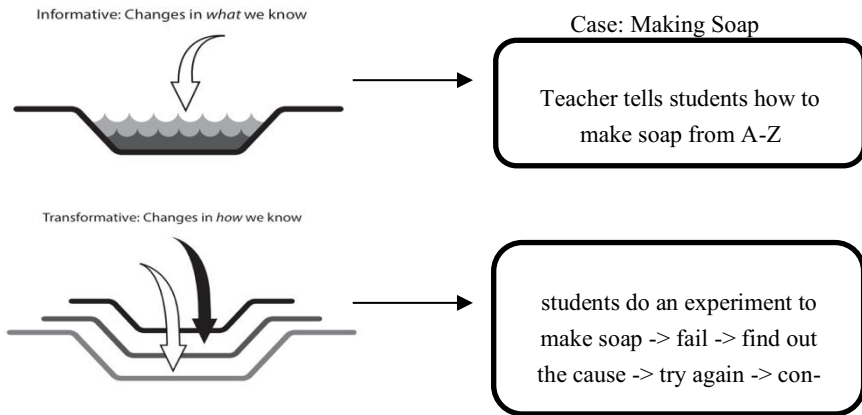 Informative: Changes in what we know
Case: Making Soap
Teacher tells students how to
make soap from A-Z
Transformative: Changes in how we know
students do an experiment to
make soap -> fail -> find out
the cause -> try again -> con-